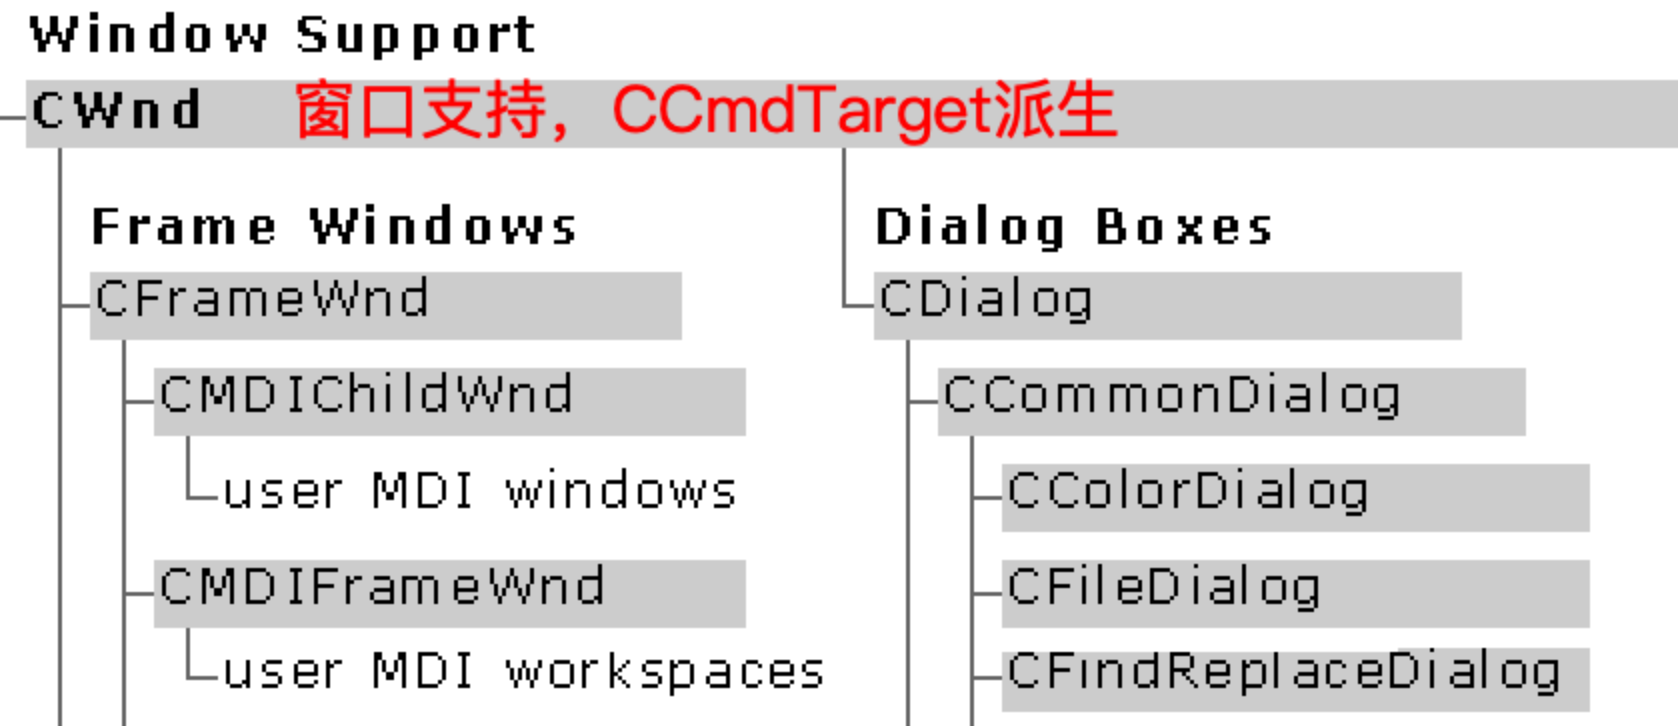 Window Support
CWnd 窗口支持，CCmdTarget派生
Frame Windows
CFrameWnd
CMDIChildWnd
user MDI windows
CMDIFrameWnd
user MDI workspaces
Dialog Boxes
CDialog
CCommonDialog
CColorDialog
CFileDialog
CFindReplaceDialog